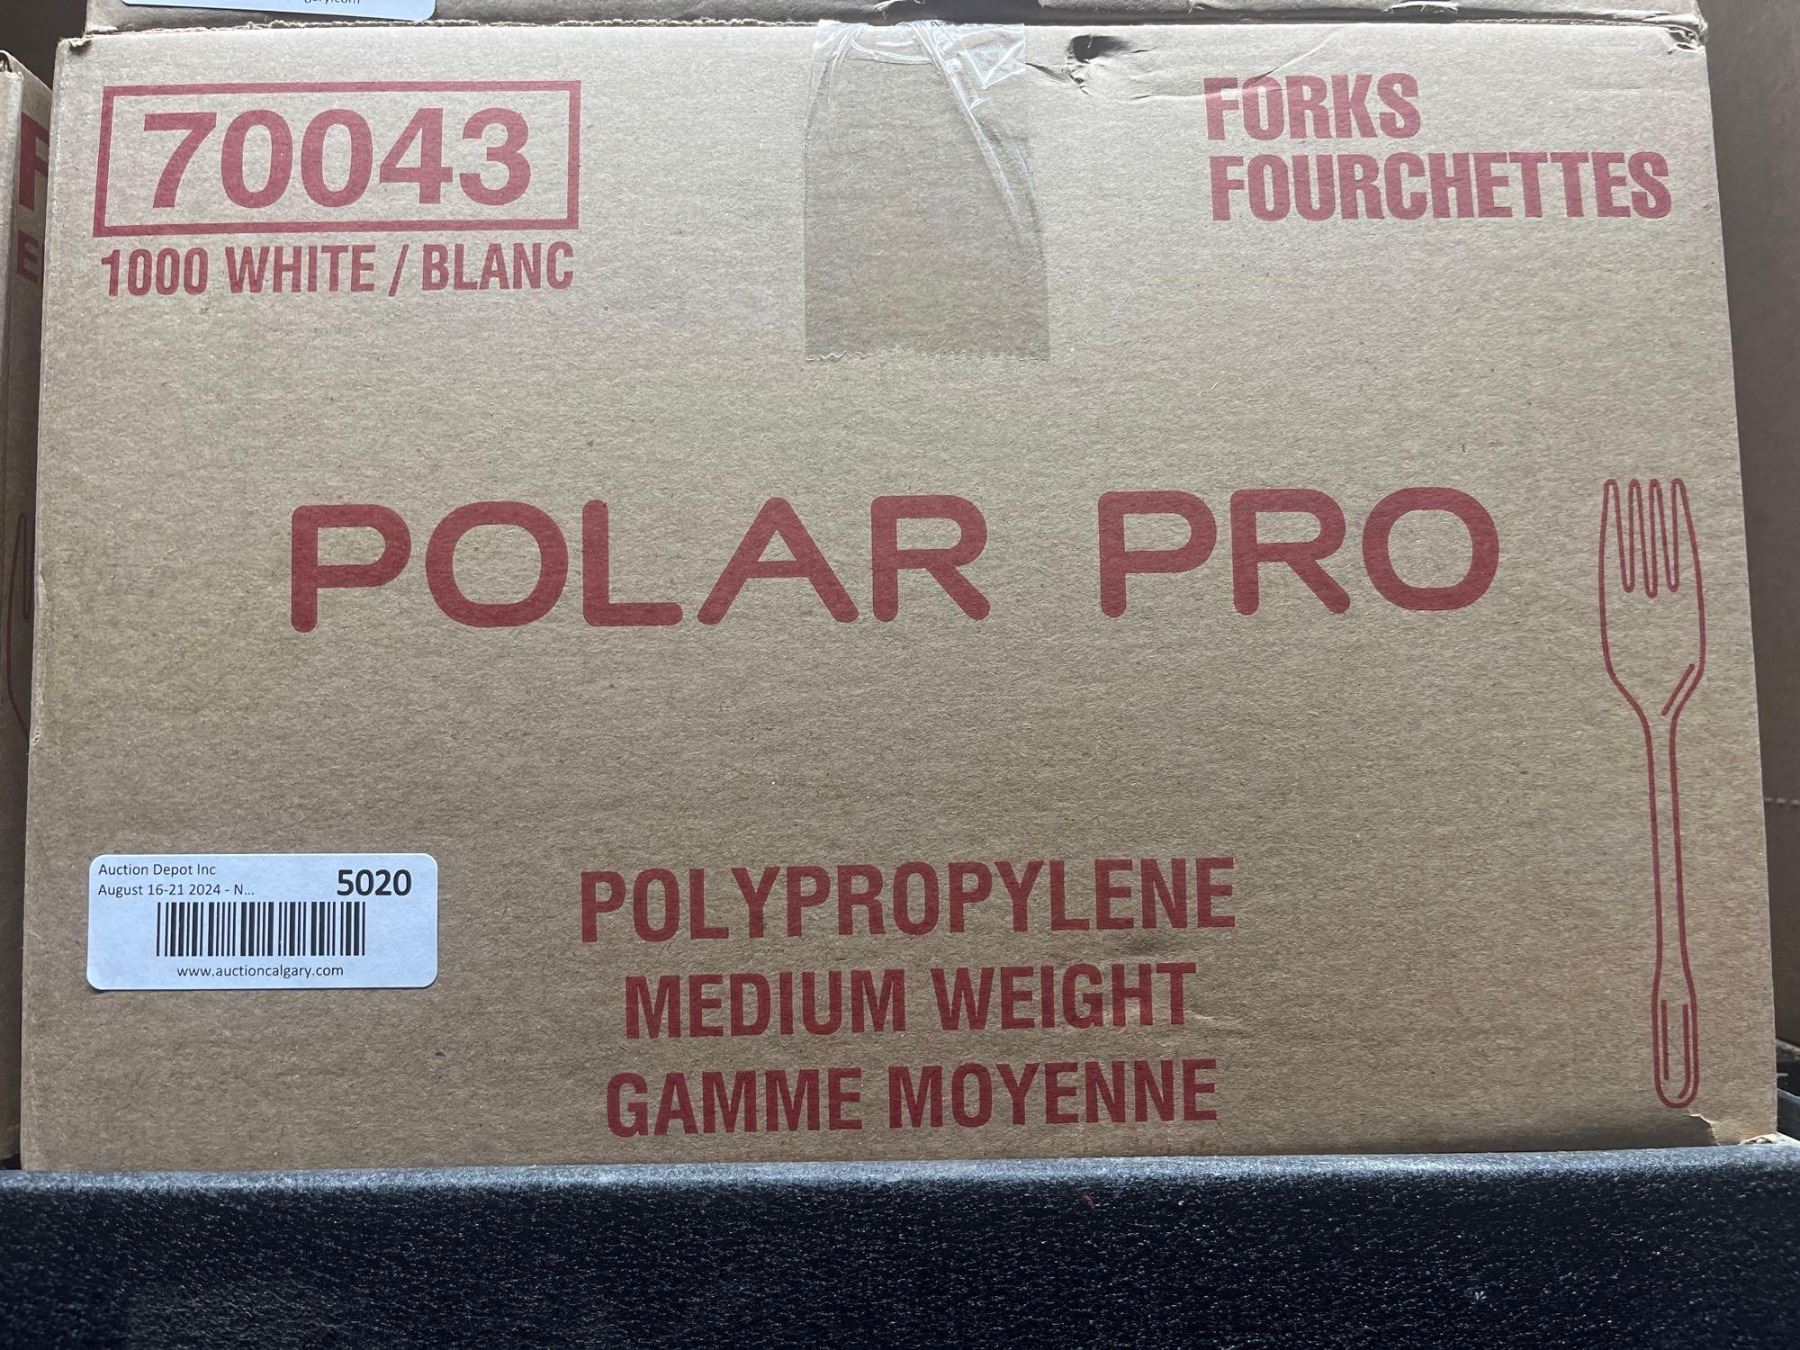 70043
1000 WHITE / BLANC
FORKS
FOURCHETTES
POLAR PRO
Auction Depot Inc
August 16-21 2024 - N...
5020
www.auctioncalgary.com
POLYPROPYLENE
MEDIUM WEIGHT
GAMME MOYENNE